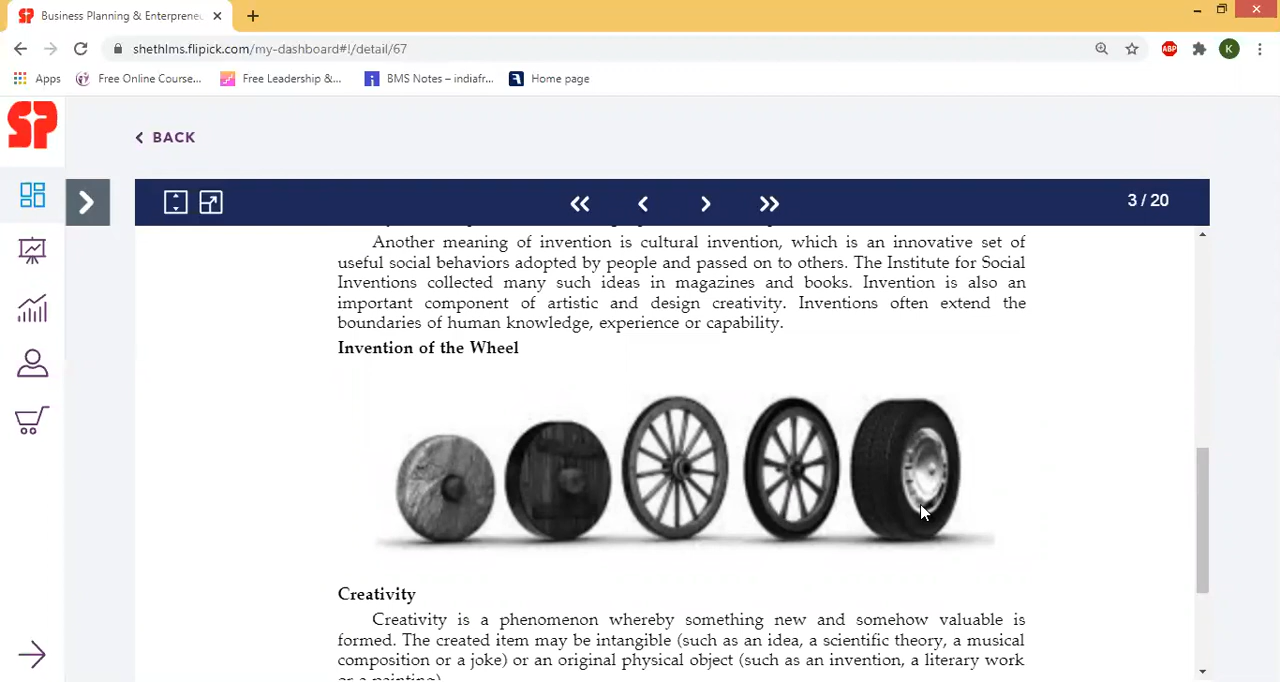 Business Planning & Enterpreneu
shethlms.flipick.com/my-dashboard#!/detail/67
ABP
K
Apps
Free Online Course...
Free Leadership &...
BMS Notes – indiafr...
Home page
SP
BACK
3 / 20
Another meaning of invention is cultural invention, which is an innovative set of
useful social behaviors adopted by people and passed on to others. The Institute for Social
Inventions collected many such ideas in magazines and books. Invention is also an
important component of artistic and design creativity. Inventions often extend the
boundaries of human knowledge, experience or capability.
Invention of the Wheel
Creativity
Creativity is a phenomenon whereby something new and somehow valuable is
formed. The created item may be intangible (such as an idea, a scientific theory, a musical
composition or a joke) or an original physical object (such as an invention, a literary work
or a painting).